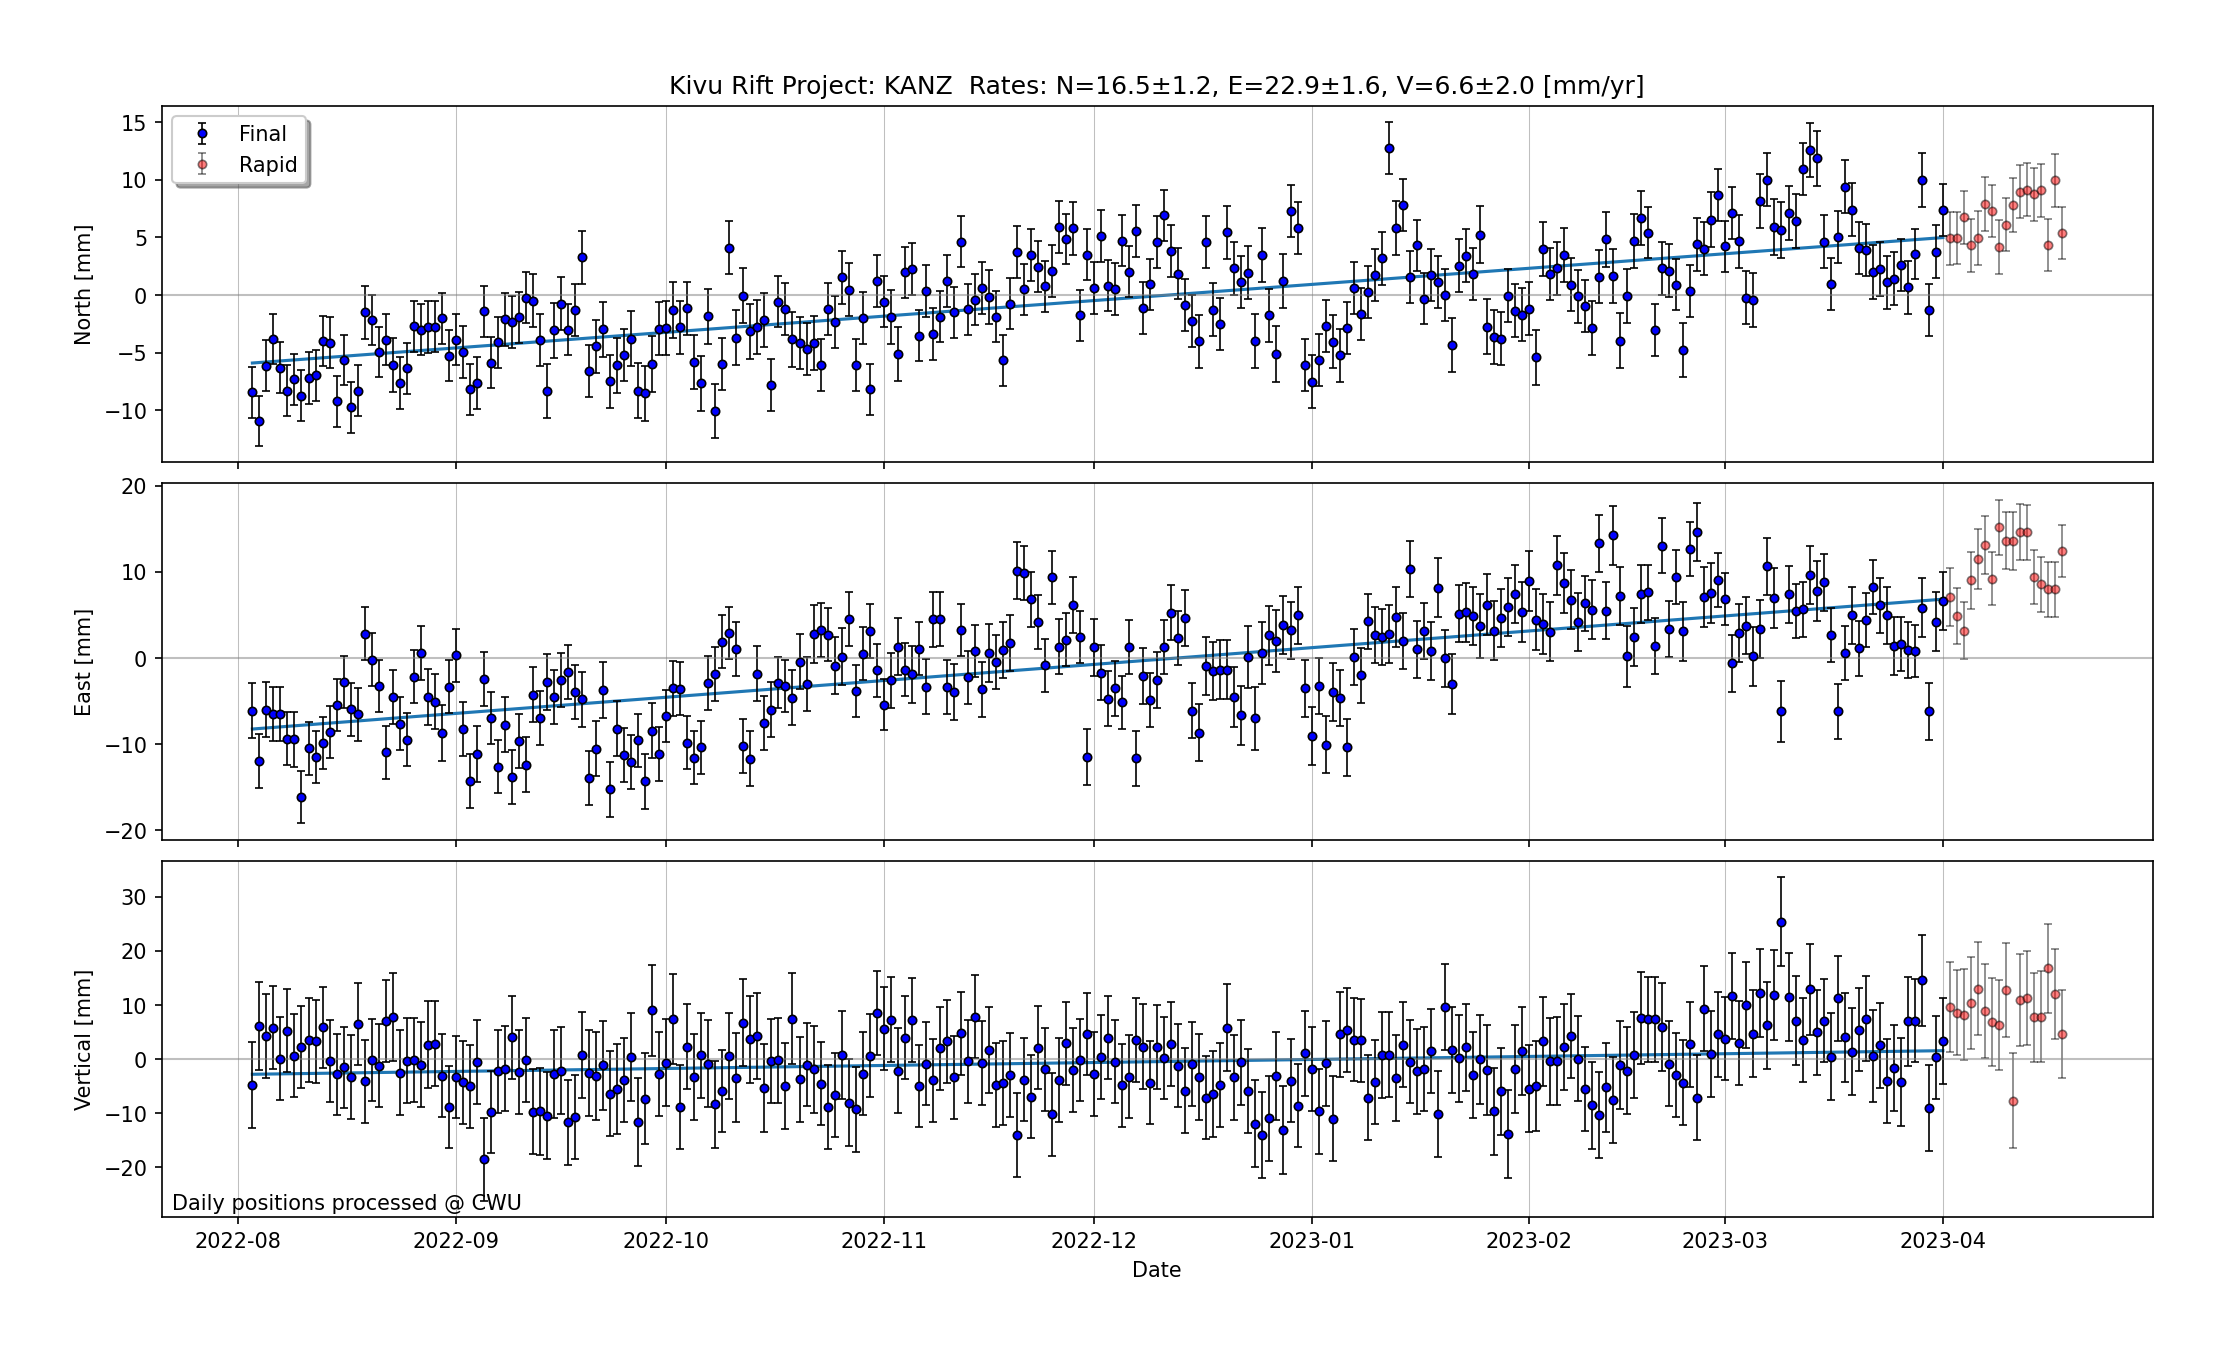 Kivu Rift Project: KANZ  Rates: N=16.5±1.2, E=22.9±1.6, V=6.6±2.0 [mm/yr]
Final
Rapid
North [mm]
15
10
5
0
−5
−10
East [mm]
20
10
0
−10
−20
Vertical [mm]
30
20
10
0
−10
−20
Daily positions processed @ CWU
2022-08 2022-09 2022-10 2022-11 2022-12 2023-01 2023-02 2023-03 2023-04
Date